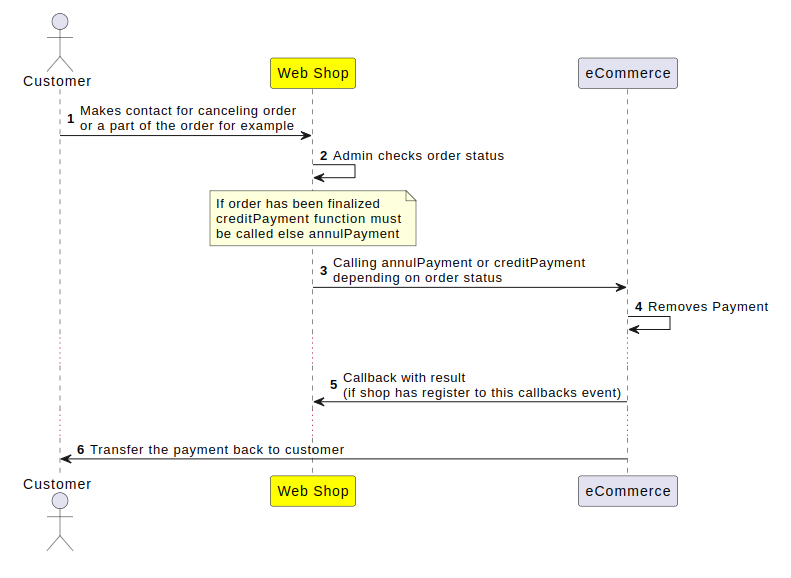 Customer
Web Shop
eCommerce
1 Makes contact for canceling order
or a part of the order for example
2 Admin checks order status
If order has been finalized
creditPayment function must
be called else annulPayment
3 Calling annulPayment or creditPayment
depending on order status
4 Removes Payment
5 Callback with result
(if shop has register to this callbacks event)
6 Transfer the payment back to customer
Customer
Web Shop
eCommerce